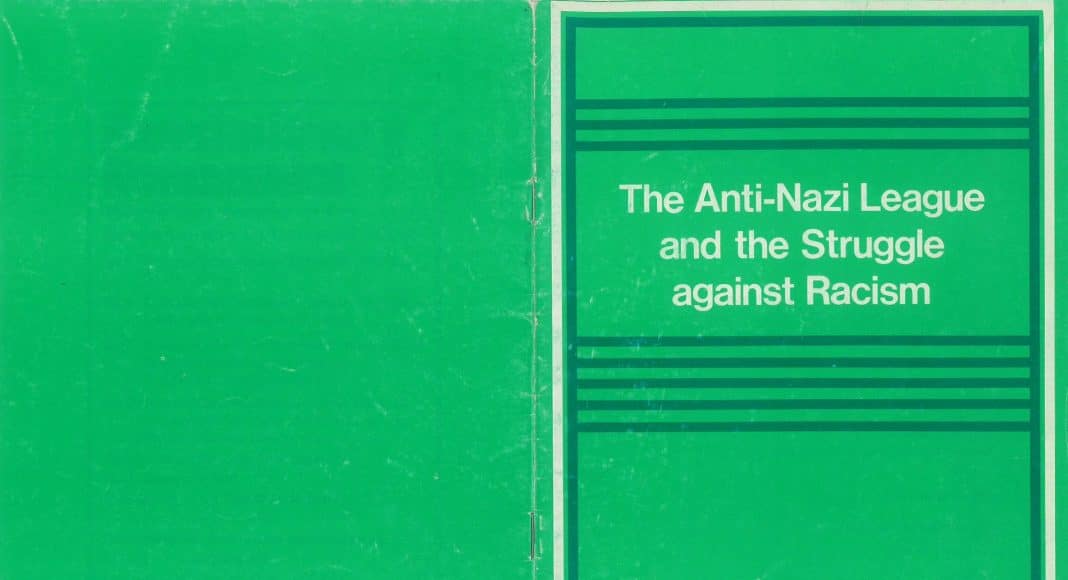 The Anti-Nazi League
and the Struggle
against Racism